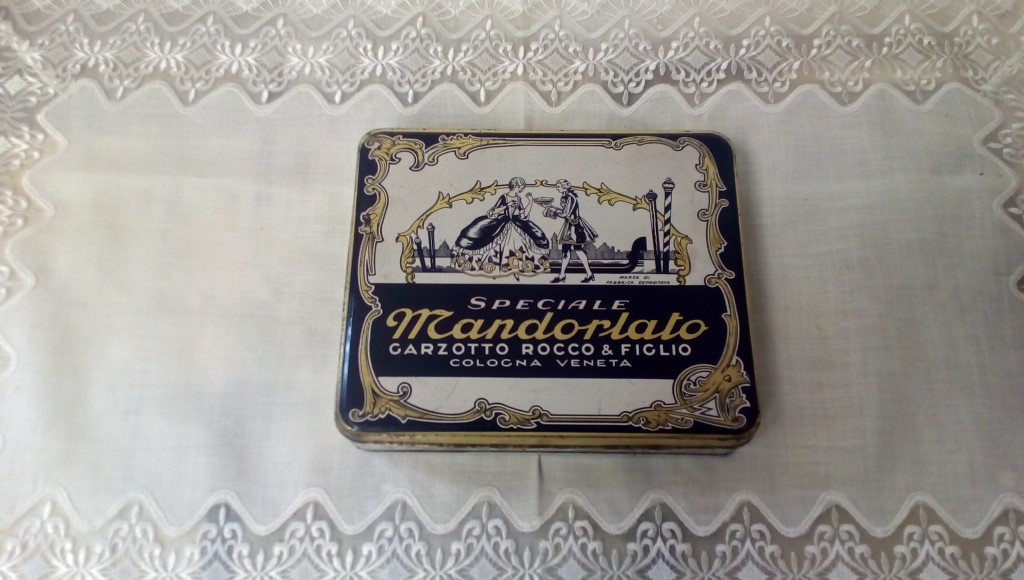 MARCA DI
FABBRICA DEPOSITATA
SPECIALE
Mandorlato
GARZOTTO ROCCO & FIGLIO
COLOGNA VENETA